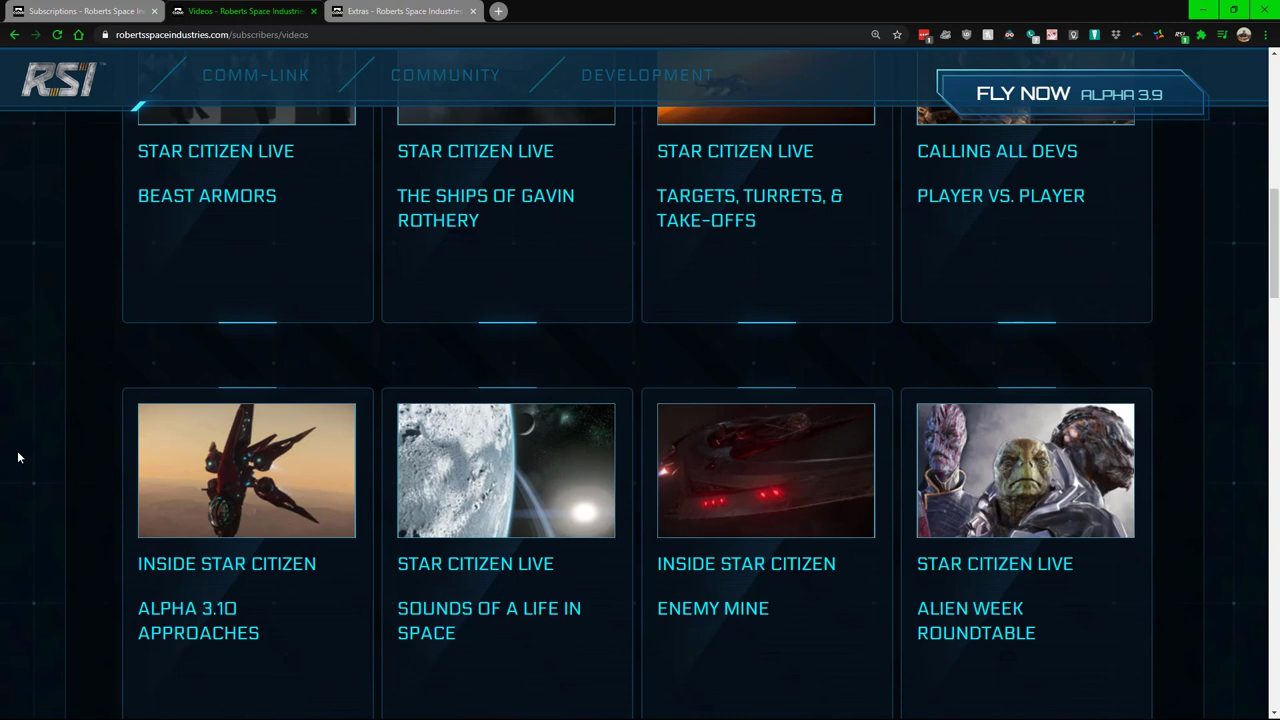 Subscriptions - Roberts Space In
Videos - Roberts Space Industrie
Extras - Roberts Space Industries
robertsspaceindustries.com/subscribers/videos
RSI
COMM-LINK
COMMUNITY
DEVELOPMENT
FLY NOW ALPHA 3.9
STAR CITIZEN LIVE
BEAST ARMORS
STAR CITIZEN LIVE
THE SHIPS OF GAVIN
ROTHERY
STAR CITIZEN LIVE
TARGETS, TURRETS, &
TAKE-OFFS
CALLING ALL DEVS
PLAYER VS. PLAYER
INSIDE STAR CITIZEN
ALPHA 3.10
APPROACHES
STAR CITIZEN LIVE
SOUNDS OF A LIFE IN
SPACE
INSIDE STAR CITIZEN
ENEMY MINE
STAR CITIZEN LIVE
ALIEN WEEK
ROUNDTABLE